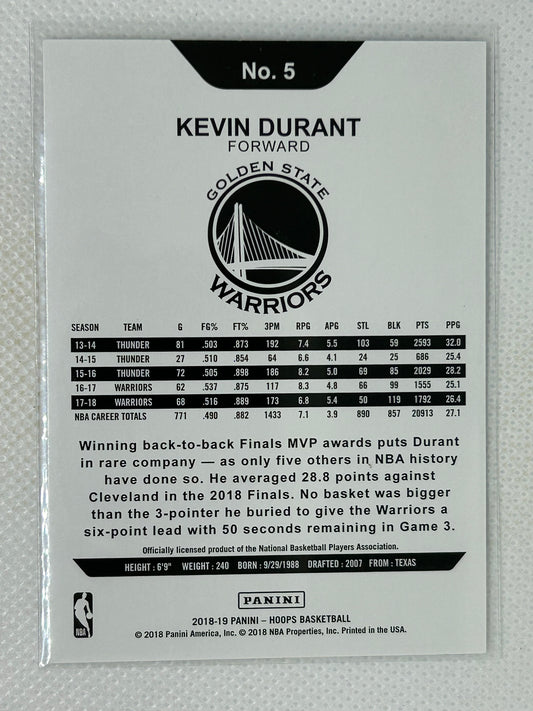 No. 5
KEVIN DURANT
FORWARD
GOLDEN STATE
WARRIORS
SEASON TEAM G FG% FT% 3PM RPG APG STL BLK PTS PPG
13-14 THUNDER 81 .503 .873 192 7.4 5.5 103 59 2593 32.0
14-15 THUNDER 27 .510 .854 64 6.6 4.1 24 25 686 25.4
15-16 THUNDER 72 .505 .898 186 8.2 5.0 69 85 2029 28.2
16-17 WARRIORS 62 .537 .875 117 8.3 4.8 66 99 1555 25.1
17-18 WARRIORS 68 .516 .889 173 6.8 5.4 50 119 1792 26.4
NBA CAREER TOTALS 771 .490 .882 1433 7.1 3.9 890 857 20913 27.1
Winning back-to-back Finals MVP awards puts Durant
in rare company — as only five others in NBA history
have done so. He averaged 28.8 points against
Cleveland in the 2018 Finals. No basket was bigger
than the 3-pointer he buried to give the Warriors a
six-point lead with 50 seconds remaining in Game 3.
Officially licensed product of the National Basketball Players Association.
HEIGHT : 6'9" WEIGHT : 240 BORN : 9/29/1988 DRAFTED : 2007 FROM : TEXAS
PANINI
NBA
2018-19 PANINI – HOOPS BASKETBALL
© 2018 Panini America, Inc. © 2018 NBA Properties, Inc. Printed in the USA.